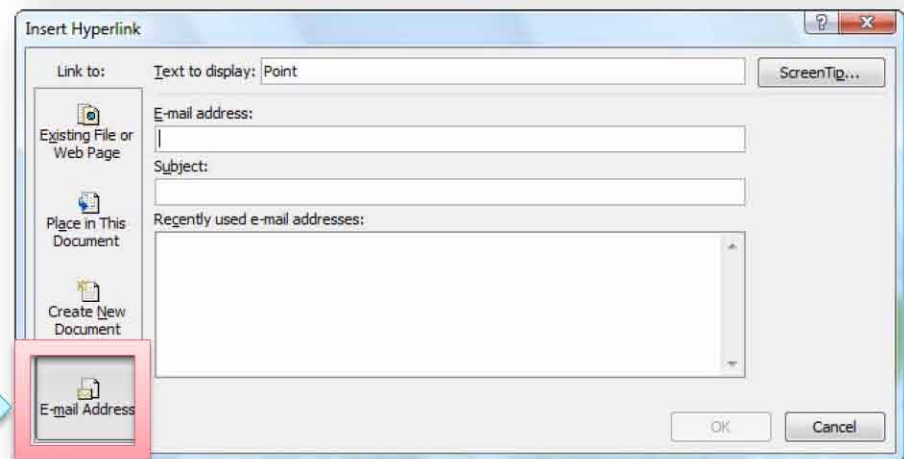 Insert Hyperlink
Link to:
Text to display: Point
ScreenTip...
Existing File or
Web Page
E-mail address:
Subject:
Place in This
Document
Recently used e-mail addresses:
Create New
Document
E-mail Address
OK
Cancel